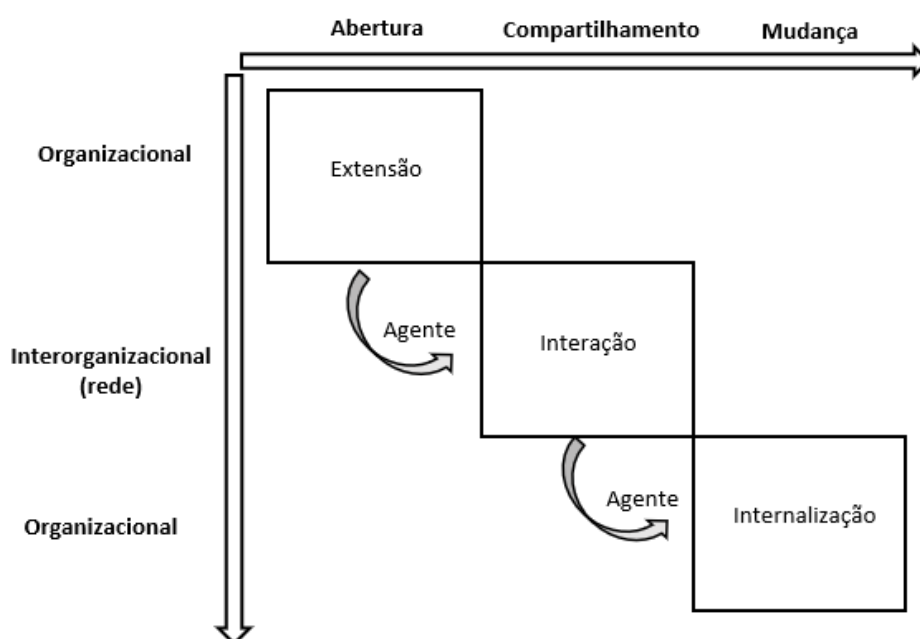 Abertura
Compartilhamento
Mudança
Organizacional
Extensão
Agente
Interorganizacional
(rede)
Interação
Organizacional
Agente
Internalização